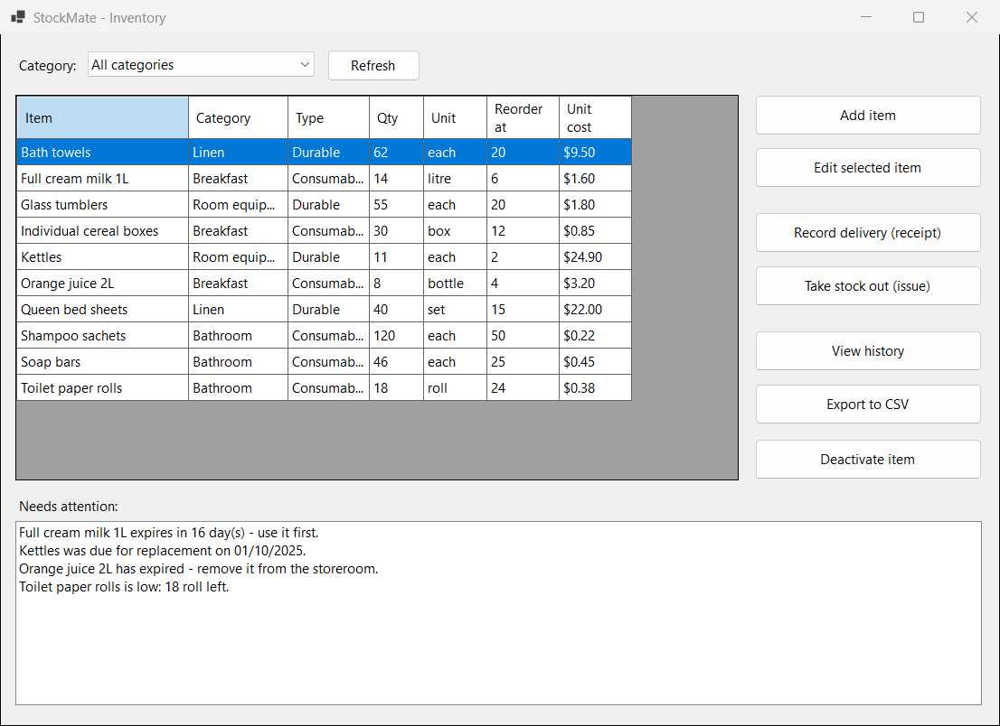 StockMate - Inventory
Category: All categories Refresh
Item Category Type Qty Unit Reorder at Unit cost
Bath towels Linen Durable 62 each 20 $9.50
Full cream milk 1L Breakfast Consumab... 14 litre 6 $1.60
Glass tumblers Room equip... Durable 55 each 20 $1.80
Individual cereal boxes Breakfast Consumab... 30 box 12 $0.85
Kettles Room equip... Durable 11 each 2 $24.90
Orange juice 2L Breakfast Consumab... 8 bottle 4 $3.20
Queen bed sheets Linen Durable 40 set 15 $22.00
Shampoo sachets Bathroom Consumab... 120 each 50 $0.22
Soap bars Bathroom Consumab... 46 each 25 $0.45
Toilet paper rolls Bathroom Consumab... 18 roll 24 $0.38
Add item
Edit selected item
Record delivery (receipt)
Take stock out (issue)
View history
Export to CSV
Deactivate item
Needs attention:
Full cream milk 1L expires in 16 day(s) - use it first.
Kettles was due for replacement on 01/10/2025.
Orange juice 2L has expired - remove it from the storeroom.
Toilet paper rolls is low: 18 roll left.